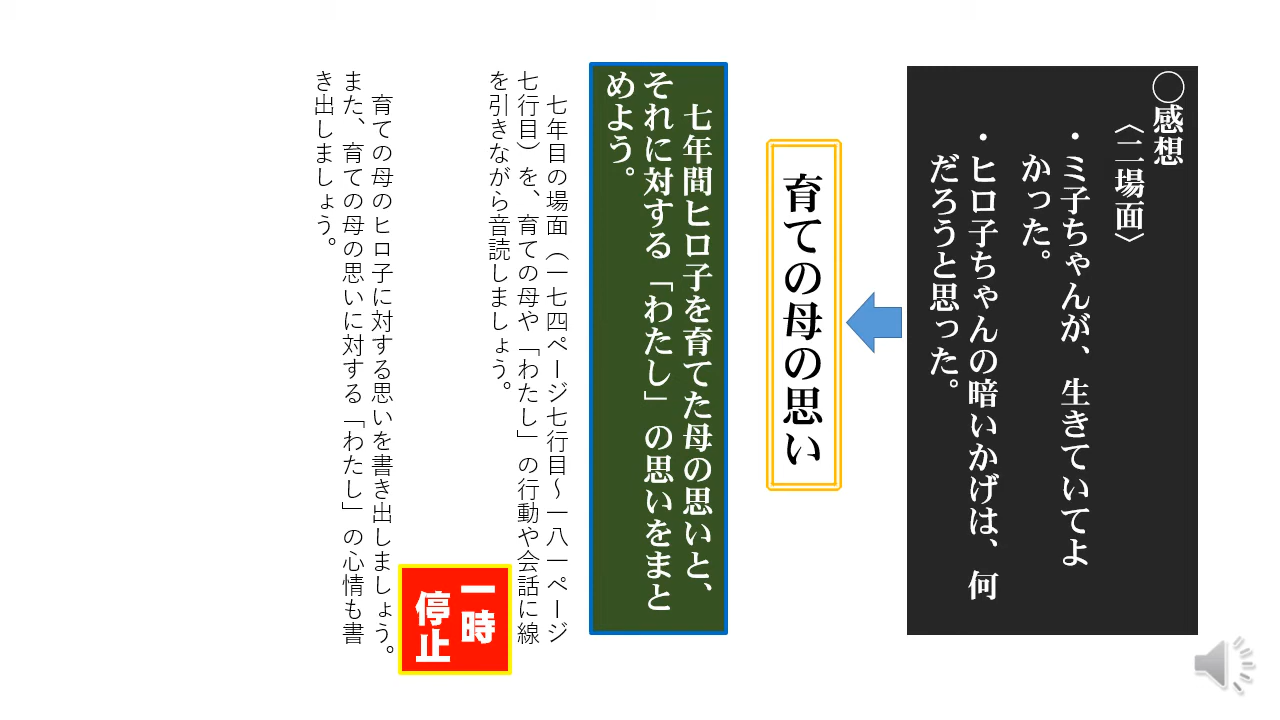 ○感想
〈二場面〉
・ミ子ちゃんが、生きていてよ
かった。
・ヒロ子ちゃんの暗いかげは、何
だろうと思った。
育ての母の思い
七年間ヒロ子を育てた母の思いと、
それに対する「わたし」の思いをまと
めよう。
七年目の場面（一七四ページ七行目～一八一ページ
七行目）を、育ての母や「わたし」の行動や会話に線
を引きながら音読しましょう。
一時
停止
育ての母のヒロ子に対する思いを書き出しましょう。
また、育ての母の思いに対する「わたし」の心情も書
き出しましょう。